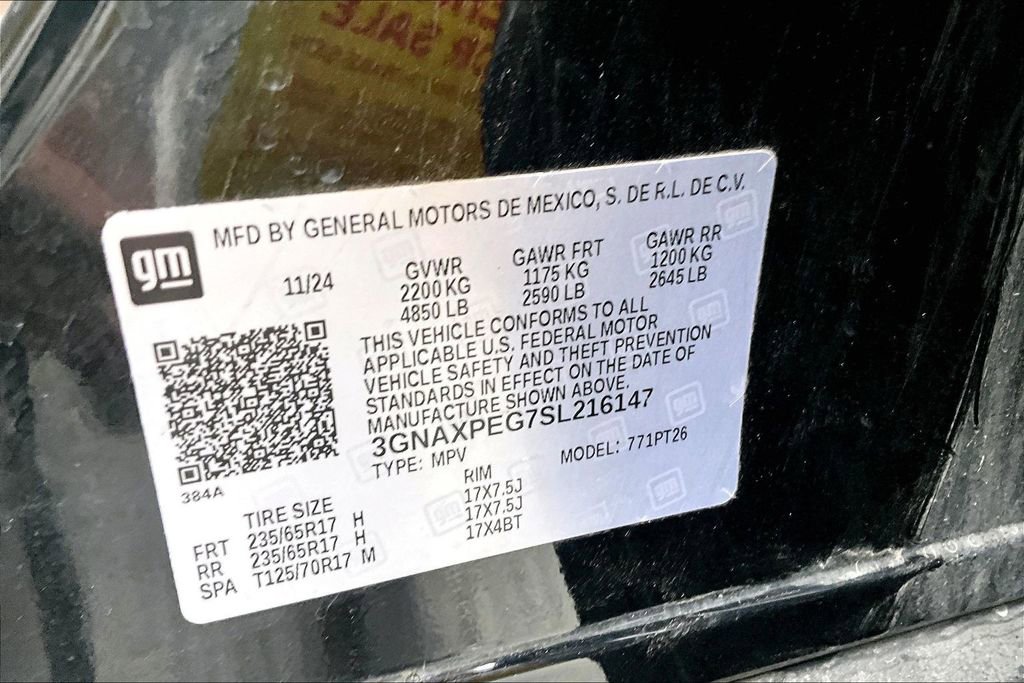 SALE
gm
MFD BY GENERAL MOTORS DE MEXICO, S. DE R.L. DE C.V.
11/24
GVWR
2200 KG
4850 LB
GAWR FRT
1175 KG
2590 LB
GAWR RR
1200 KG
2645 LB
THIS VEHICLE CONFORMS TO ALL
APPLICABLE U.S. FEDERAL MOTOR
VEHICLE SAFETY AND THEFT PREVENTION
STANDARDS IN EFFECT ON THE DATE OF
MANUFACTURE SHOWN ABOVE.
3GNAXPEG7SL216147
TYPE: MPV
MODEL: 771PT26
384A
TIRE SIZE
RIM
FRT 235/65R17 H 17X7.5J
RR 235/65R17 H 17X7.5J
SPA T125/70R17 M 17X4BT